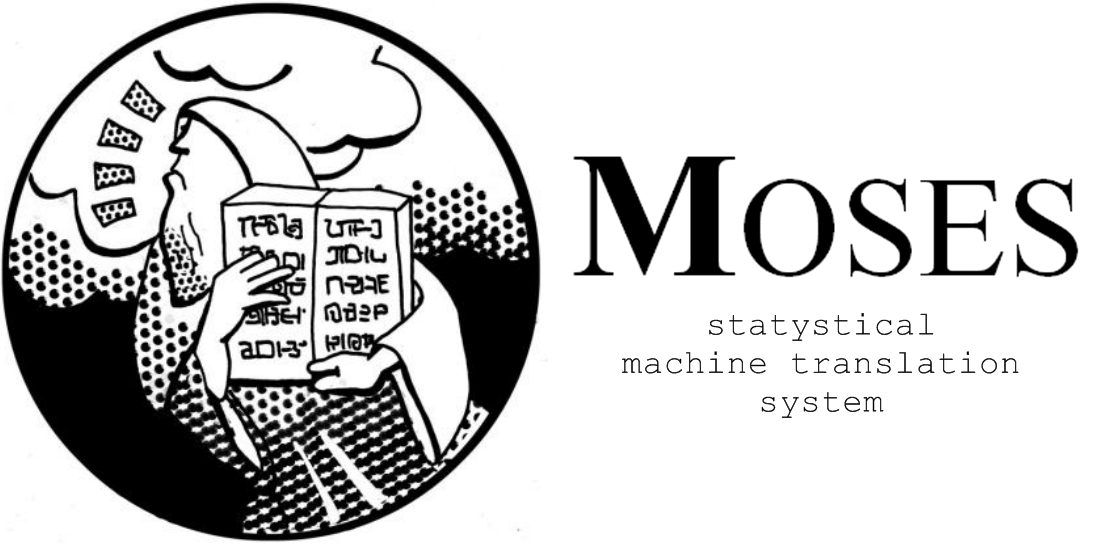 MOSES
statystical
machine translation
system